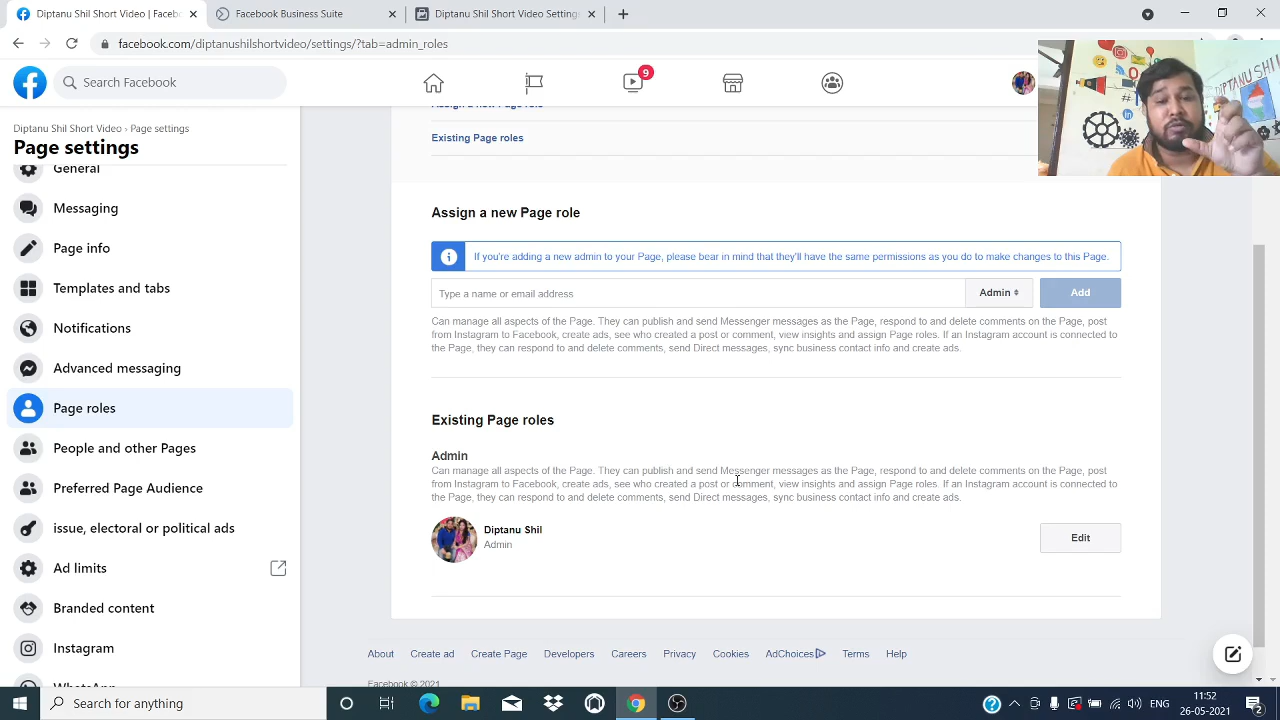 Diptanu Shil Short Video | Faceb
Facebook Business Suite
Diptanu Shil Short Video Setting
facebook.com/diptanushilshortvideo/settings/?tab=admin_roles
Search Facebook
9
Diptanu Shil Short Video › Page settings
Page settings
General
Messaging
Page info
Templates and tabs
Notifications
Advanced messaging
Page roles
People and other Pages
Preferred Page Audience
issue, electoral or political ads
Ad limits
Branded content
Instagram
WhatsApp
Assign a new Page role
Existing Page roles
Assign a new Page role
If you're adding a new admin to your Page, please bear in mind that they'll have the same permissions as you do to make changes to this Page.
Type a name or email address
Admin
Add
Can manage all aspects of the Page. They can publish and send Messenger messages as the Page, respond to and delete comments on the Page, post
from Instagram to Facebook, create ads, see who created a post or comment, view insights and assign Page roles. If an Instagram account is connected to
the Page, they can respond to and delete comments, send Direct messages, sync business contact info and create ads.
Existing Page roles
Admin
Can manage all aspects of the Page. They can publish and send Messenger messages as the Page, respond to and delete comments on the Page, post
from Instagram to Facebook, create ads, see who created a post or comment, view insights and assign Page roles. If an Instagram account is connected to
the Page, they can respond to and delete comments, send Direct messages, sync business contact info and create ads.
Diptanu Shil
Admin
Edit
About
Create ad
Create Page
Developers
Careers
Privacy
Cookies
AdChoices
Terms
Help
Facebook © 2021
DIPTANU SHIL
Search for anything
ENG
11:52
26-05-2021
2